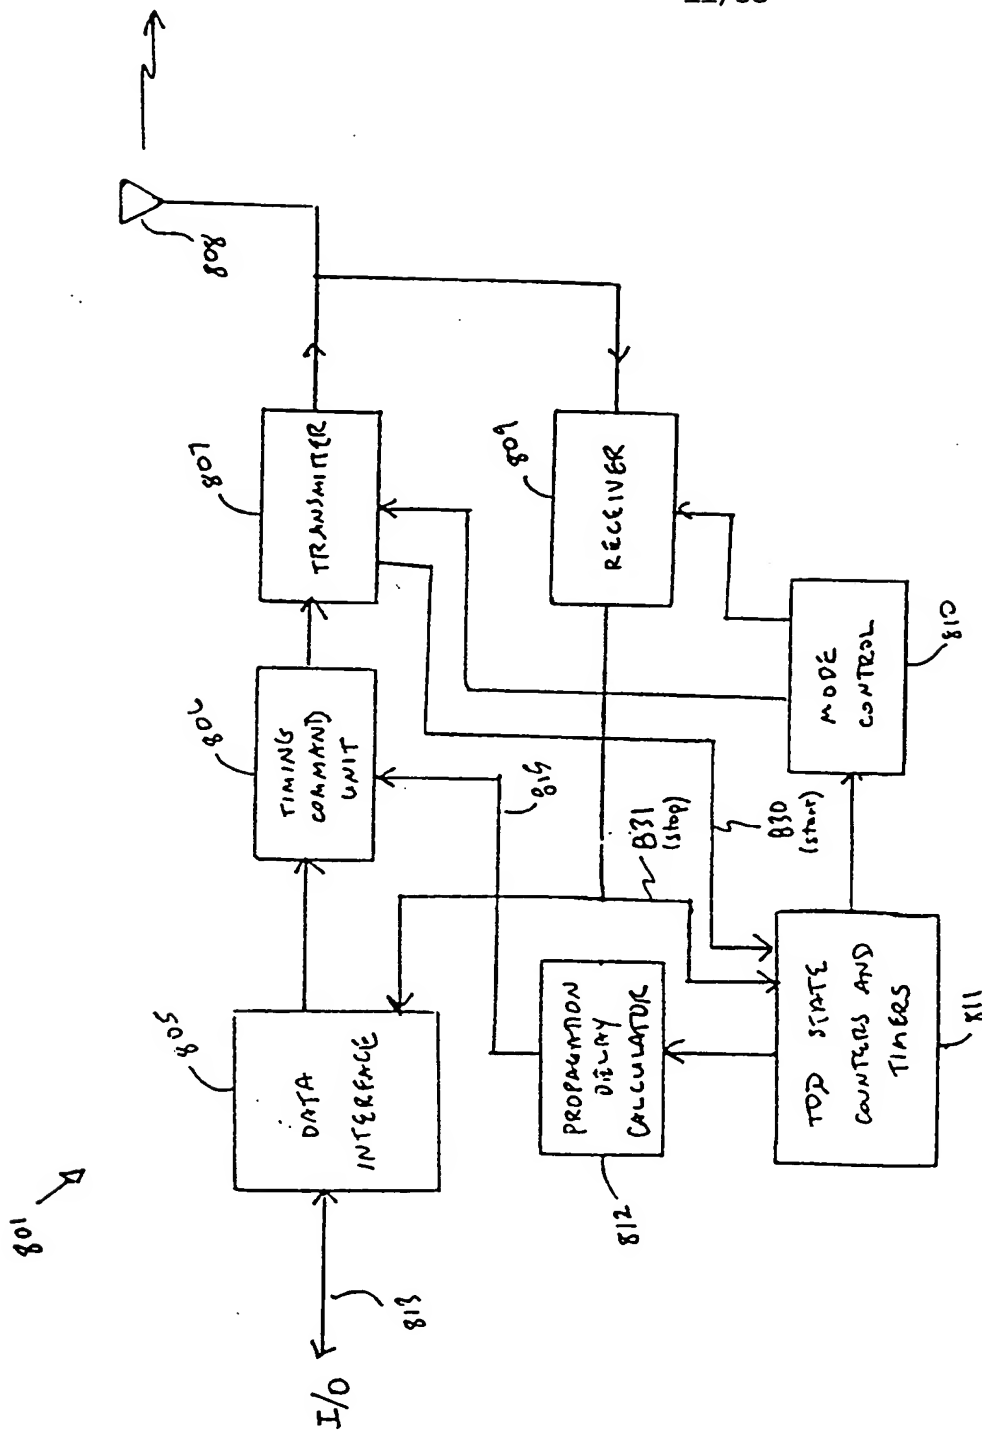 801
I/O
813
805
DATA
INTERFACE
806
TIMING
COMMAND
UNIT
807
TRANSMITTER
808
815
809
RECEIVER
831
(stop)
830
(start)
812
PROPAGATION
DELAY
CALCULATOR
TDD STATE
COUNTERS AND
TIMERS
811
MODE
CONTROL
810